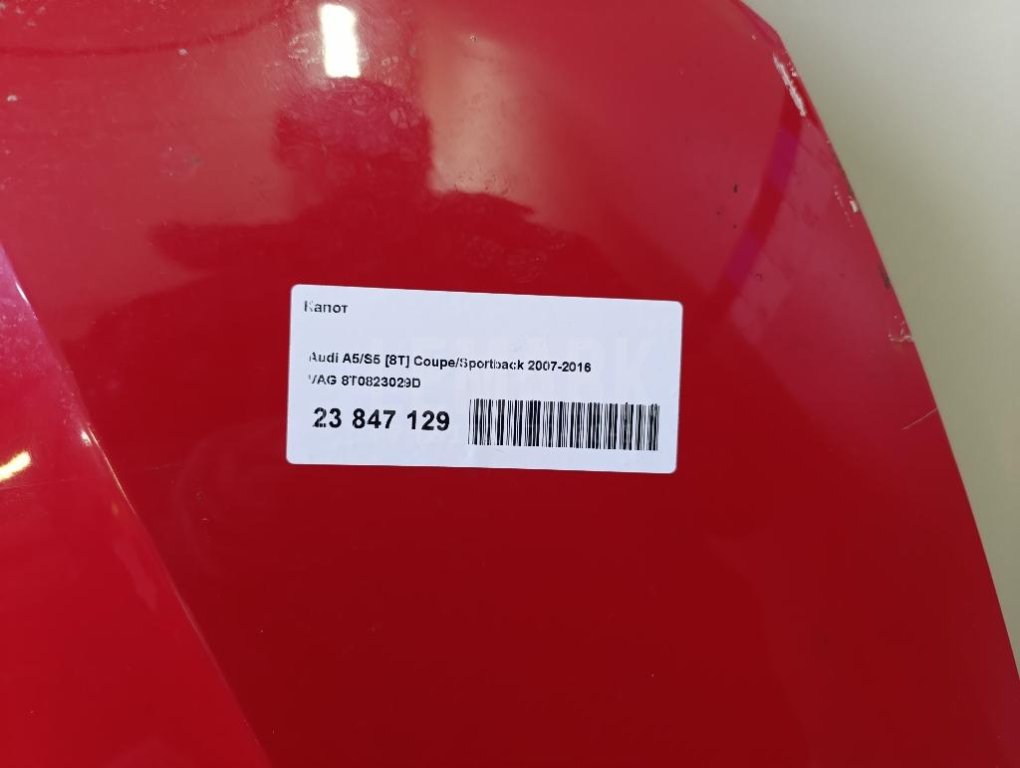 Капот
Audi A5/S5 [8T] Coupe/Sportback 2007-2016
VAG 8T0823029D
23 847 129